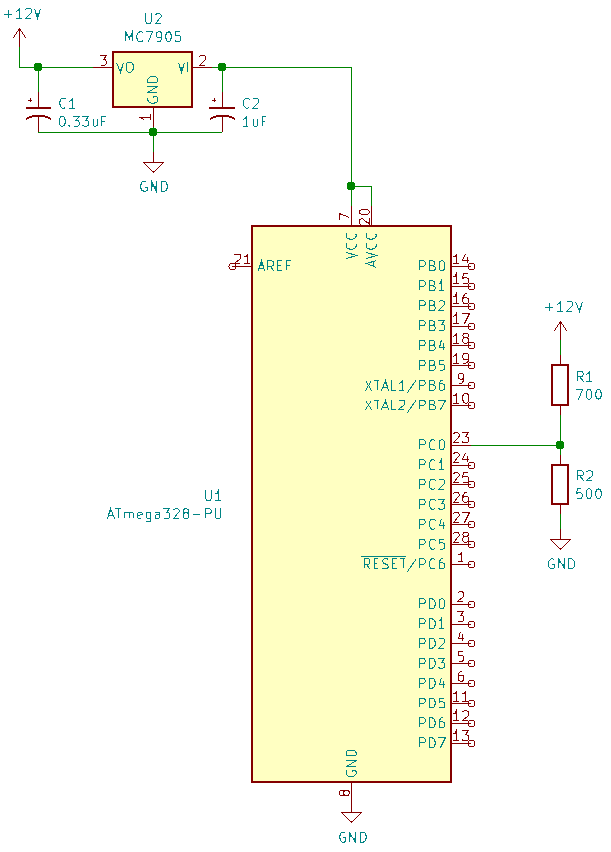 +12V
U2
MC7905
3
VO
VI
2
GND
1
C1
0.33uF
C2
1uF
GND
7
20
VCC
AVCC
21
AREF
PB0
14
PB1
15
PB2
16
PB3
17
PB4
18
PB5
19
XTAL1/PB6
9
XTAL2/PB7
10
+12V
R1
700
PC0
23
PC1
24
PC2
25
PC3
26
PC4
27
PC5
28
RESET/PC6
1
R2
500
GND
U1
ATmega328-PU
PD0
2
PD1
3
PD2
4
PD3
5
PD4
6
PD5
11
PD6
12
PD7
13
GND
8
GND